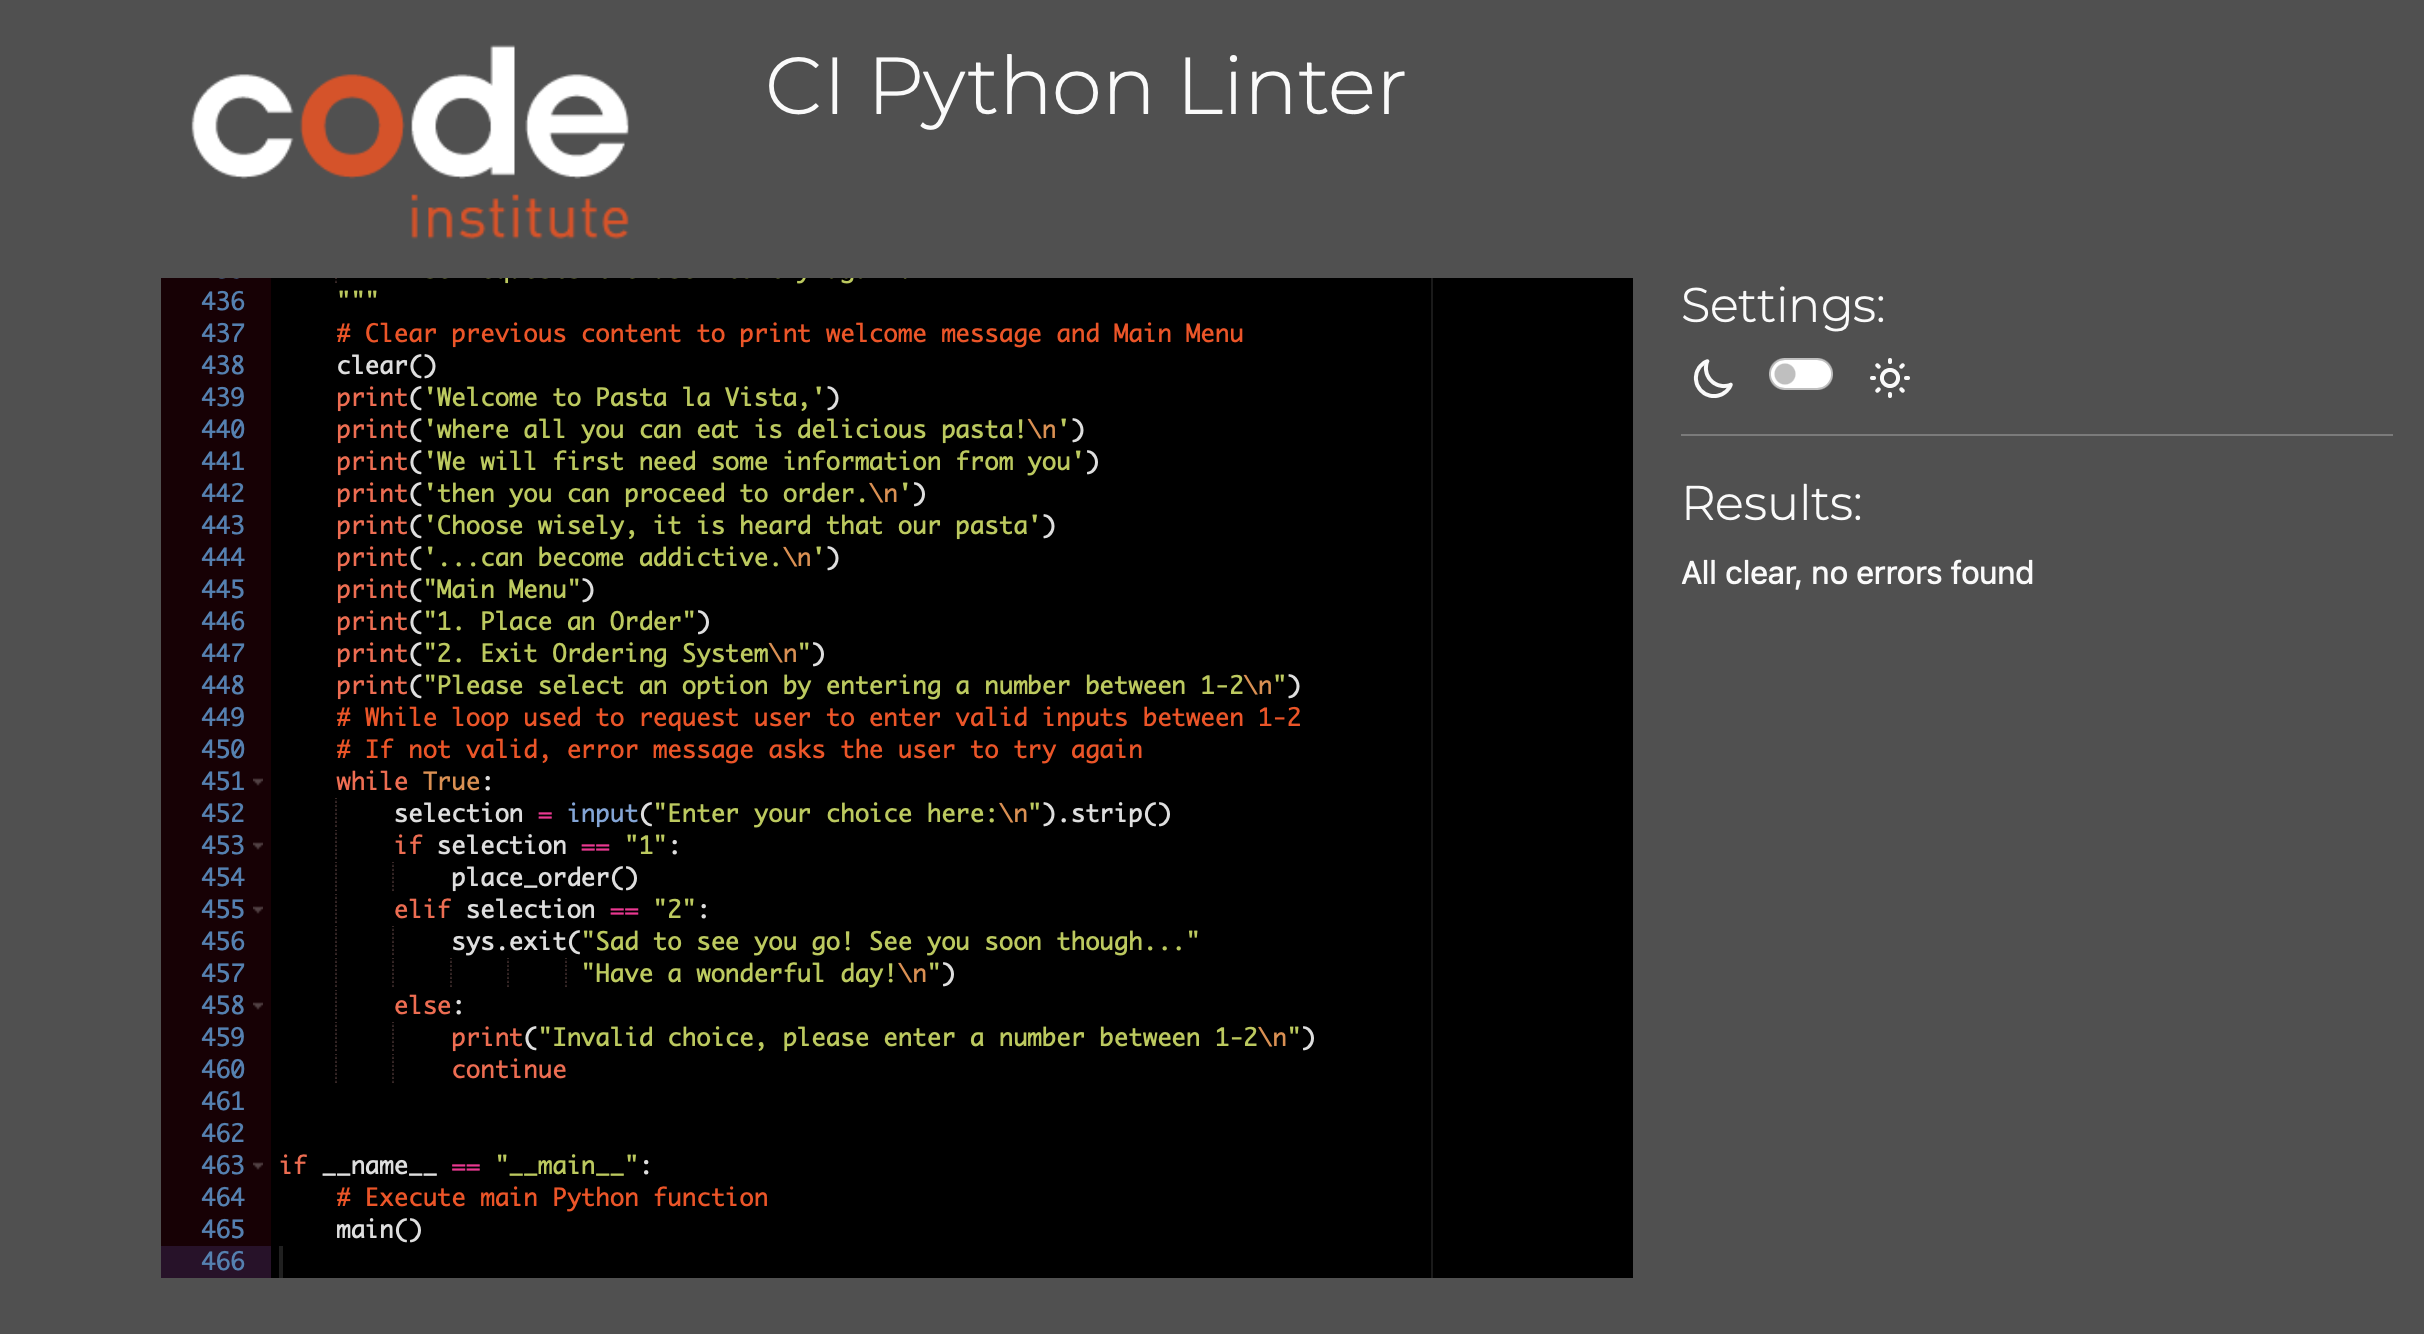 code
institute
CI Python Linter
436 """
437 # Clear previous content to print welcome message and Main Menu
438 clear()
439 print('Welcome to Pasta la Vista,')
440 print('where all you can eat is delicious pasta!\n')
441 print('We will first need some information from you')
442 print('then you can proceed to order.\n')
443 print('Choose wisely, it is heard that our pasta')
444 print('...can become addictive.\n')
445 print("Main Menu")
446 print("1. Place an Order")
447 print("2. Exit Ordering System\n")
448 print("Please select an option by entering a number between 1-2\n")
449 # While loop used to request user to enter valid inputs between 1-2
450 # If not valid, error message asks the user to try again
451 while True:
452 selection = input("Enter your choice here:\n").strip()
453 if selection == "1":
454 place_order()
455 elif selection == "2":
456 sys.exit("Sad to see you go! See you soon though..."
457 "Have a wonderful day!\n")
458 else:
459 print("Invalid choice, please enter a number between 1-2\n")
460 continue
461
462
463 if __name__ == "__main__":
464 # Execute main Python function
465 main()
466
Settings:
Results:
All clear, no errors found